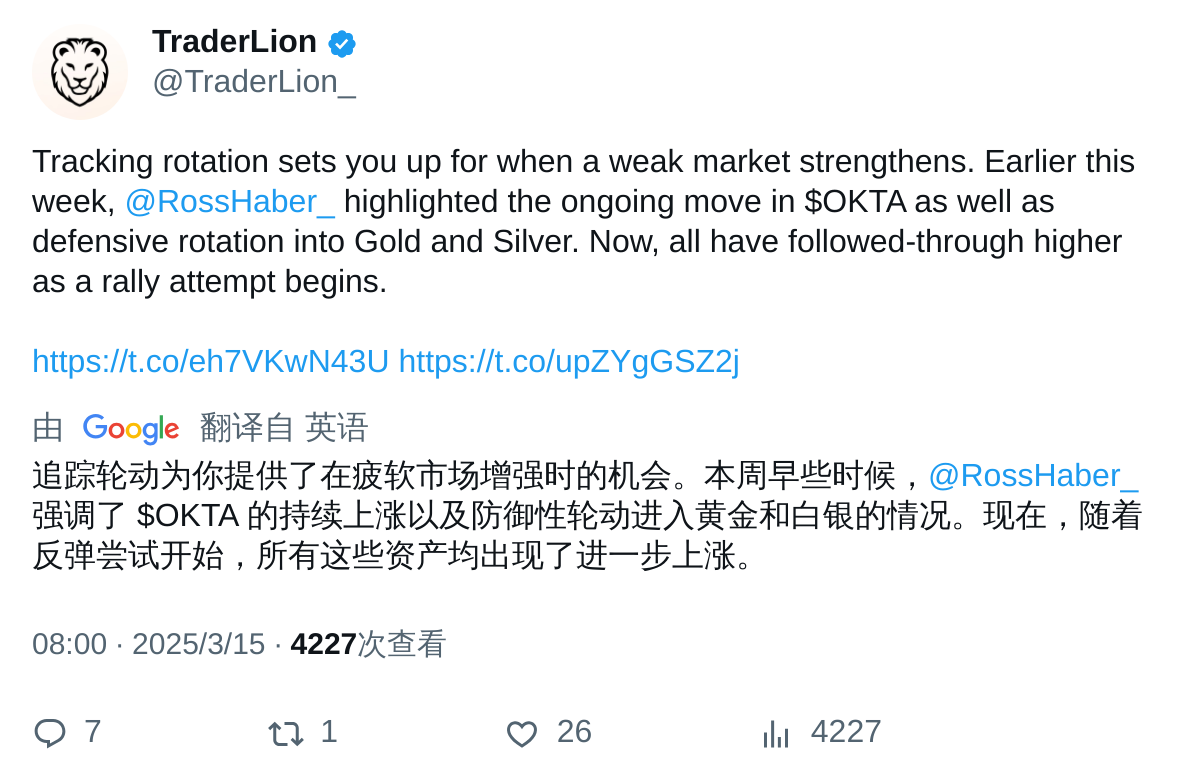 TraderLion
@TraderLion_
Tracking rotation sets you up for when a weak market strengthens. Earlier this
week, @RossHaber_ highlighted the ongoing move in $OKTA as well as
defensive rotation into Gold and Silver. Now, all have followed-through higher
as a rally attempt begins.
https://t.co/eh7VKwN43U https://t.co/upZYgGSZ2j
由 Google 翻译自 英语
追踪轮动为你提供了在疲软市场增强时的机会。本周早些时候，@RossHaber_
强调了 $OKTA 的持续上涨以及防御性轮动进入黄金和白银的情况。现在，随着
反弹尝试开始，所有这些资产均出现了进一步上涨。
08:00 · 2025/3/15 · 4227次查看
7 1 26 4227